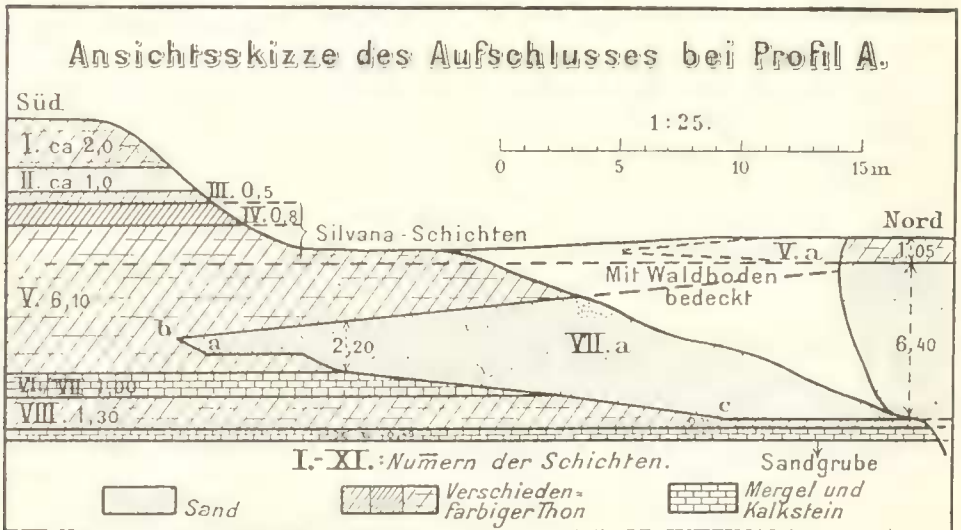 Ansichtsskizze des Aufschlusses bei Profil A.
Süd
1:25.
0 5 10 15 m
I. ca 2,0
II. ca 1,0
III. 0,5
IV. 0,8
Silvana-Schichten
Nord
V. a
1,05
Mit Waldboden
bedeckt
V. 6,10
b
a
2,20
VII. a
6,40
VI. VII. 1,00
VIII. 1,30
c
I.-XI.: Numern der Schichten.
Sandgrube
Sand
Verschieden=
farbiger Thon
Mergel und
Kalkstein